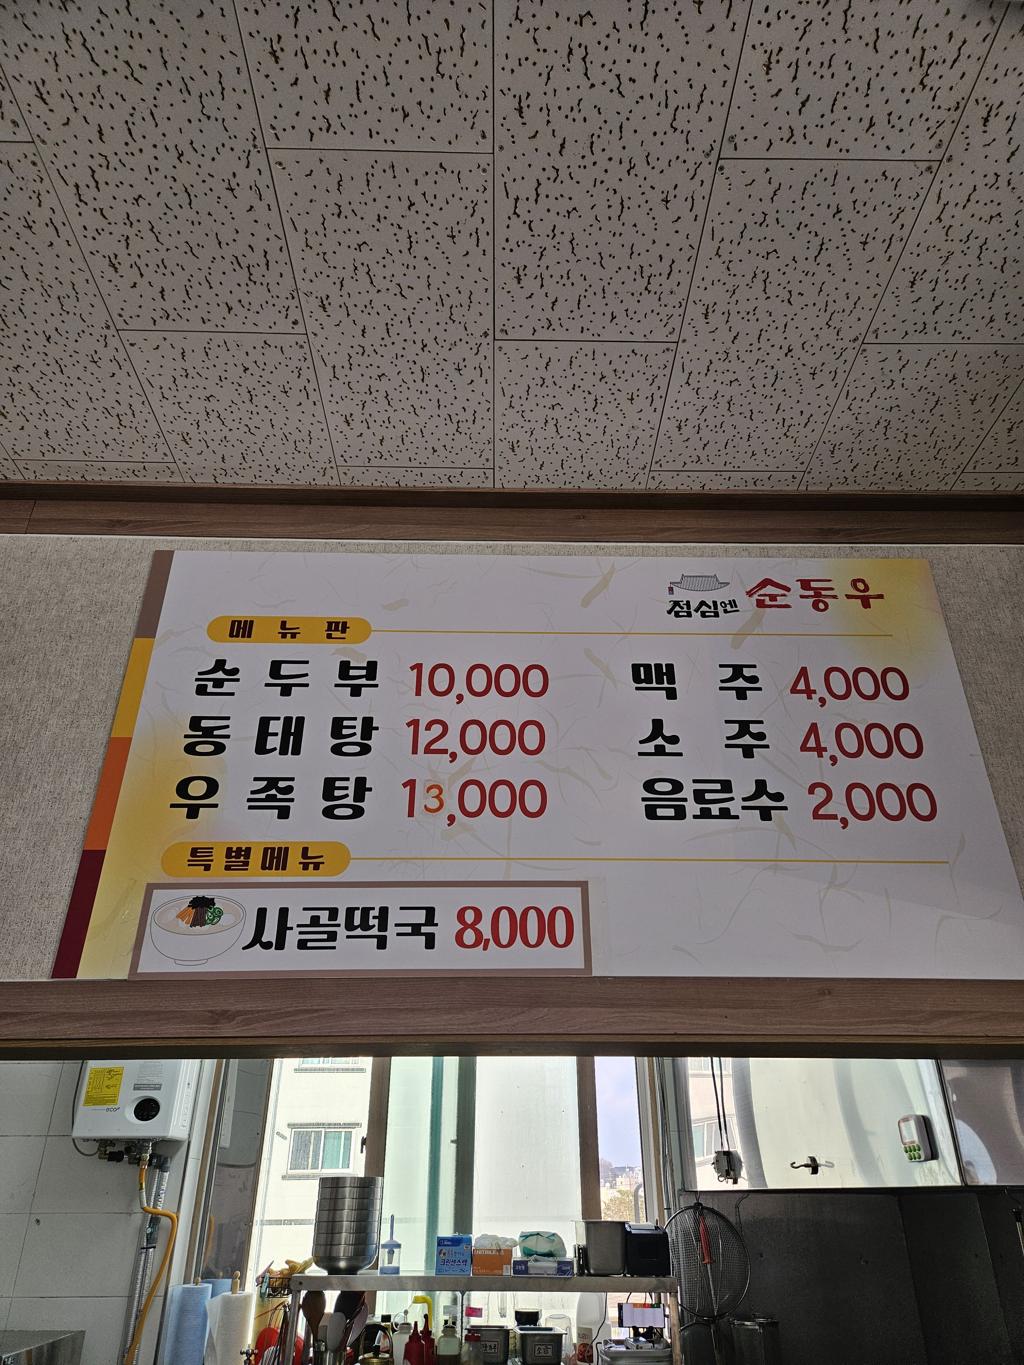 점심엔 순동우
메뉴판
순두부 10,000
동태탕 12,000
우족탕 13,000
맥주 4,000
소주 4,000
음료수 2,000
특별메뉴
사골떡국 8,000